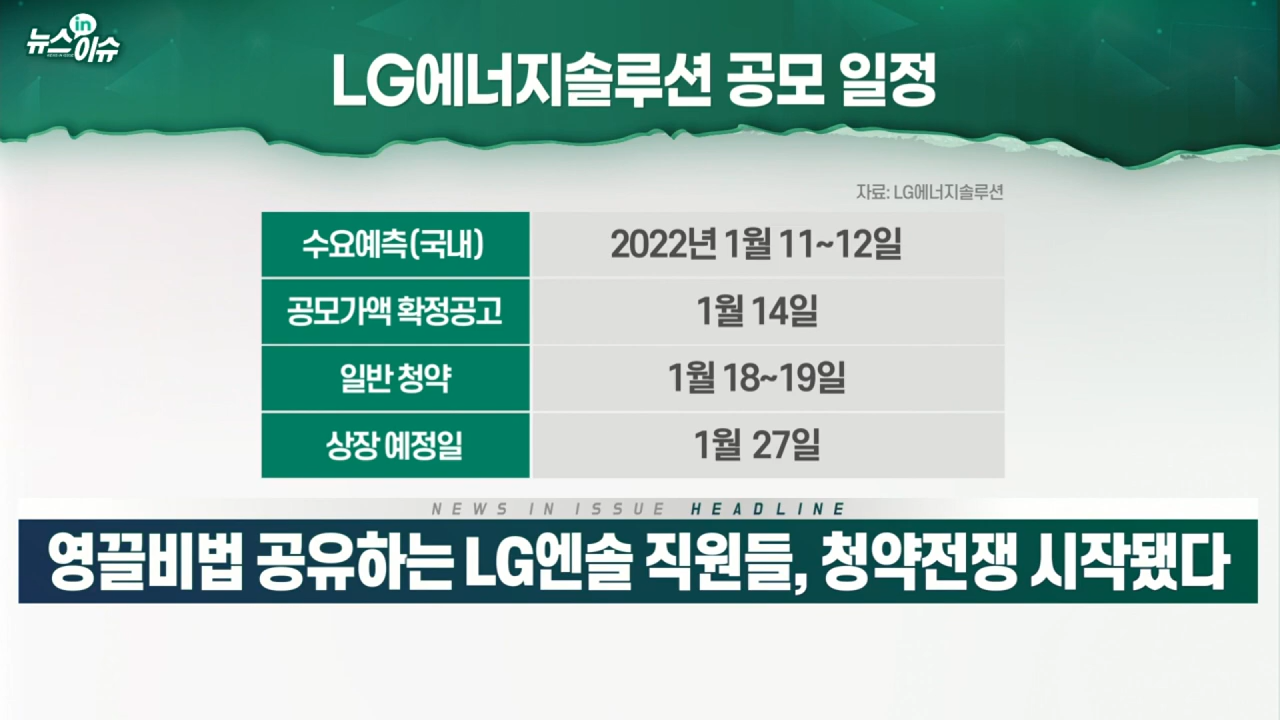 뉴스in이슈
LG에너지솔루션 공모 일정
자료: LG에너지솔루션
수요예측(국내) 2022년 1월 11~12일
공모가액 확정공고 1월 14일
일반 청약 1월 18~19일
상장 예정일 1월 27일
NEWS IN ISSUE HEADLINE
영끌비법 공유하는 LG엔솔 직원들, 청약전쟁 시작됐다